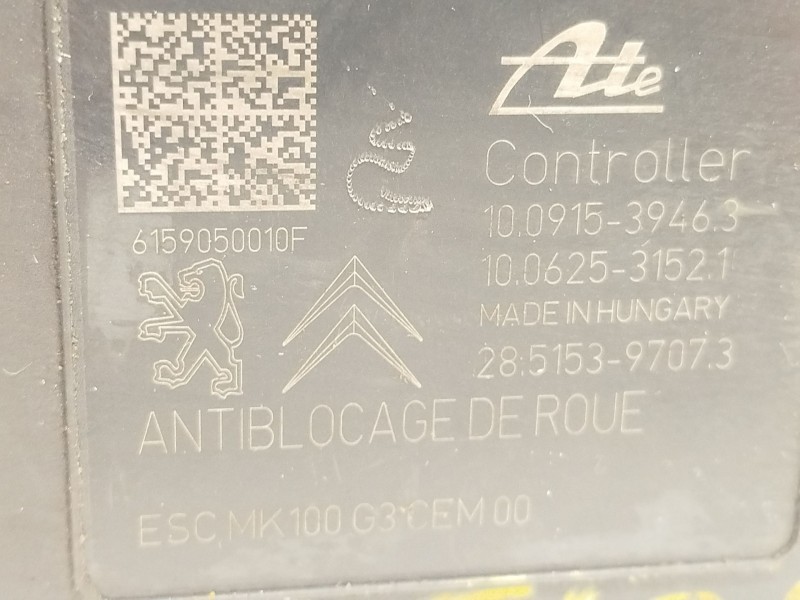 Ate
Controller
10.0915-3946.3
6159050010F
10.0625-3152.1
MADE IN HUNGARY
28.5153-9707.3
ANTIBLOCAGE DE ROUE
ESC, MK100 G3 CEM 00